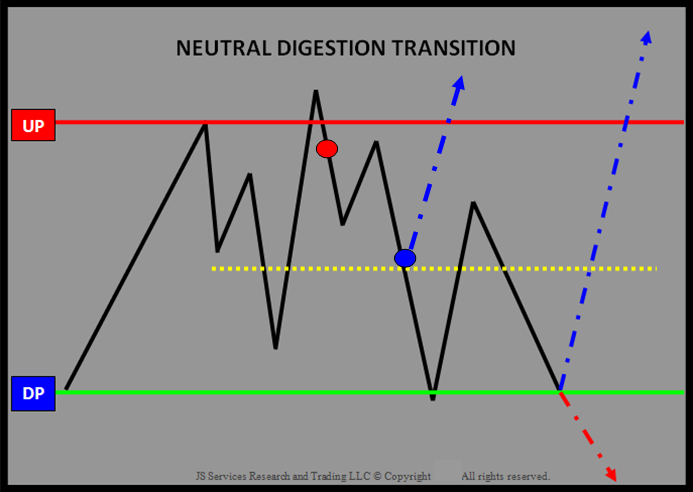 NEUTRAL DIGESTION TRANSITION
UP
DP
JS Services Research and Trading LLC © Copyright All rights reserved.